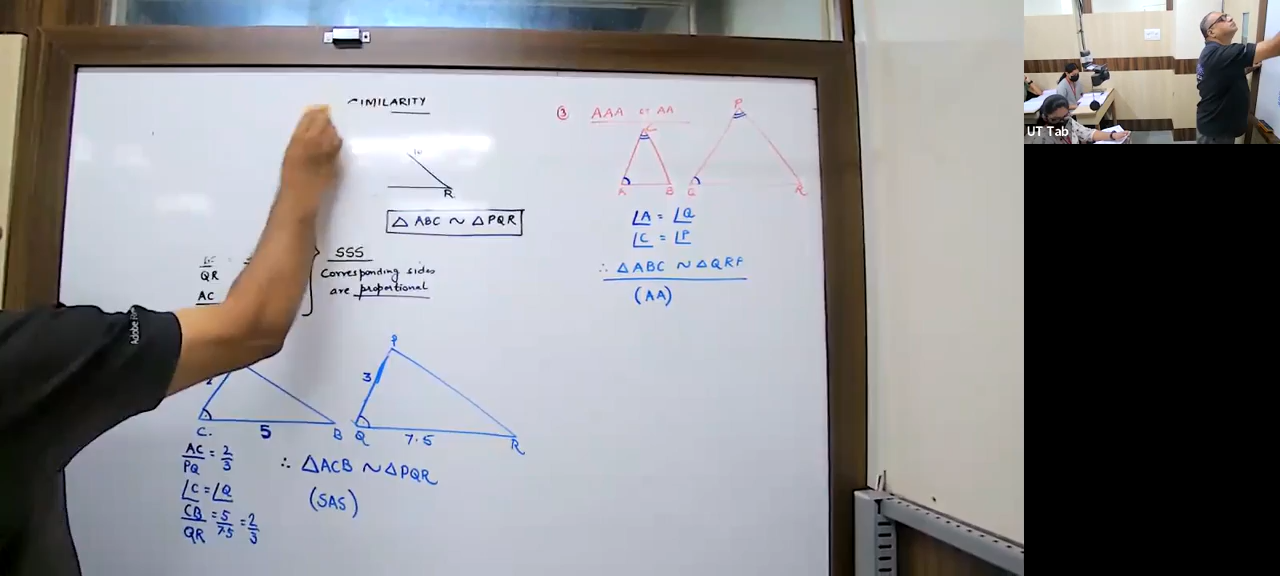 SIMILARITY
R
△ ABC ~ △ PQR
QR
AC
SSS
Corresponding sides
are proportional
P
3
C.
5
B
Q
7.5
R
AC/PQ = 2/3
∠C = ∠Q
CB/QR = 5/7.5 = 2/3
∴ △ACB ~ △PQR
(SAS)
③ AAA or AA
C
P
A
B
Q
R
∠A = ∠Q
∠C = ∠P
∴ △ABC ~ △QRP
(AA)
UT Tab